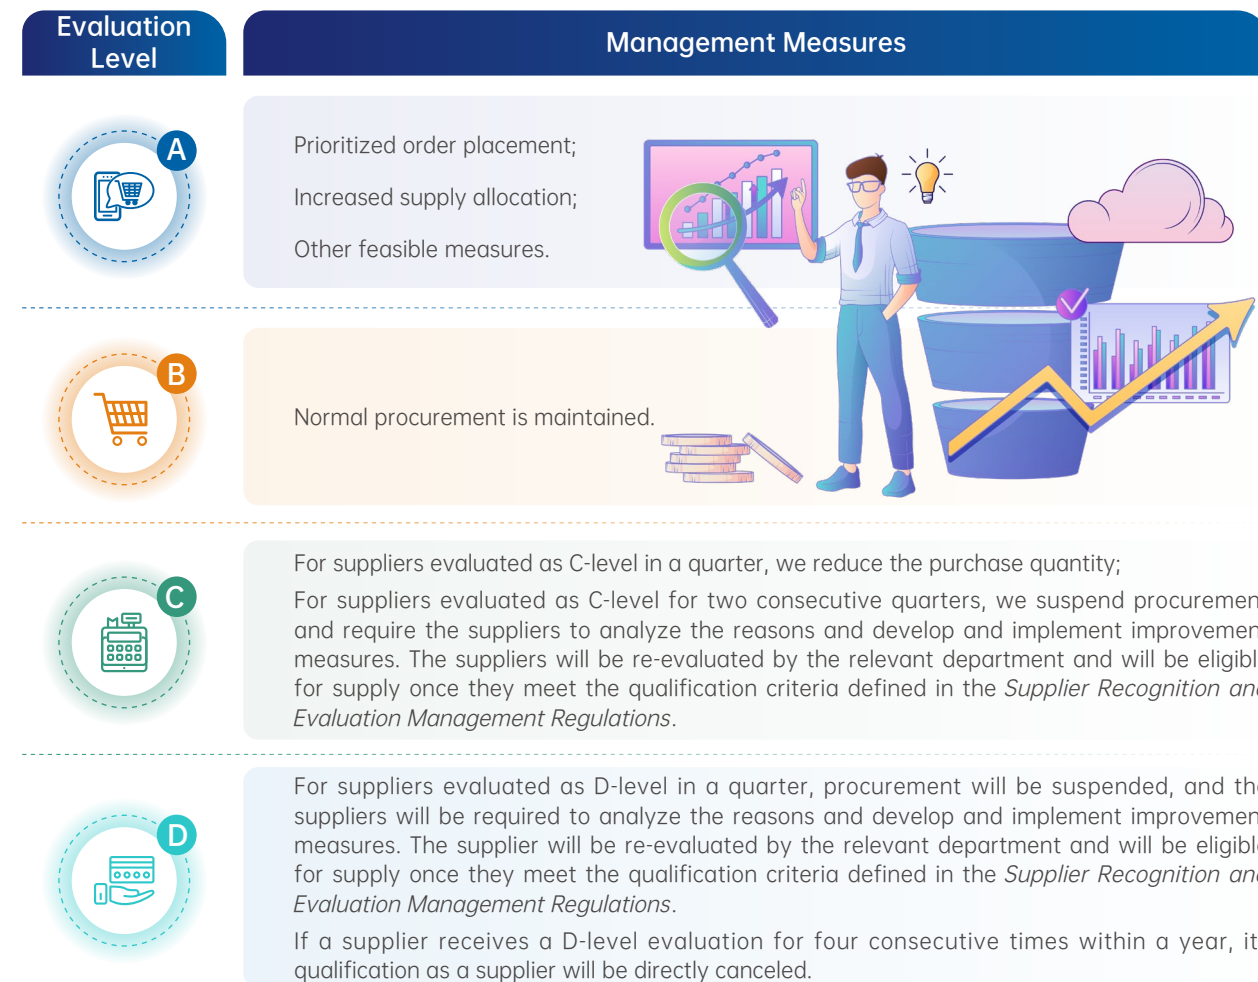 Evaluation
Level
Management Measures
A
Prioritized order placement;
Increased supply allocation;
Other feasible measures.
B
Normal procurement is maintained.
C
For suppliers evaluated as C-level in a quarter, we reduce the purchase quantity;
For suppliers evaluated as C-level for two consecutive quarters, we suspend procuremen
and require the suppliers to analyze the reasons and develop and implement improvemen
measures. The suppliers will be re-evaluated by the relevant department and will be eligibl
for supply once they meet the qualification criteria defined in the Supplier Recognition an
Evaluation Management Regulations.
D
For suppliers evaluated as D-level in a quarter, procurement will be suspended, and th
suppliers will be required to analyze the reasons and develop and implement improvemen
measures. The supplier will be re-evaluated by the relevant department and will be eligibl
for supply once they meet the qualification criteria defined in the Supplier Recognition an
Evaluation Management Regulations.
If a supplier receives a D-level evaluation for four consecutive times within a year, it
qualification as a supplier will be directly canceled.